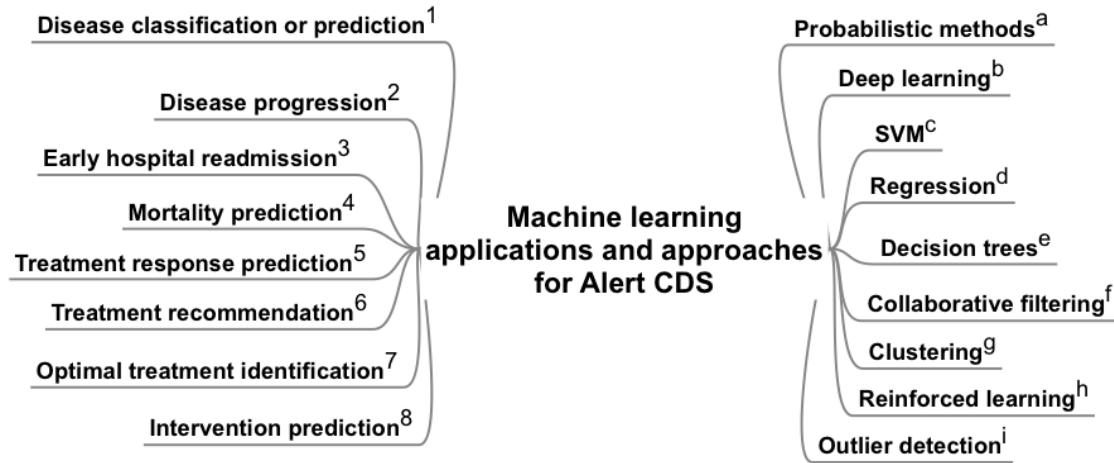 Disease classification or prediction1
Disease progression2
Early hospital readmission3
Mortality prediction4
Treatment response prediction5
Treatment recommendation6
Optimal treatment identification7
Intervention prediction8
Machine learning
applications and approaches
for Alert CDS
Probabilistic methodsa
Deep learningb
SVMc
Regressiond
Decision treese
Collaborative filteringf
Clusteringg
Reinforced learningh
Outlier detectioni